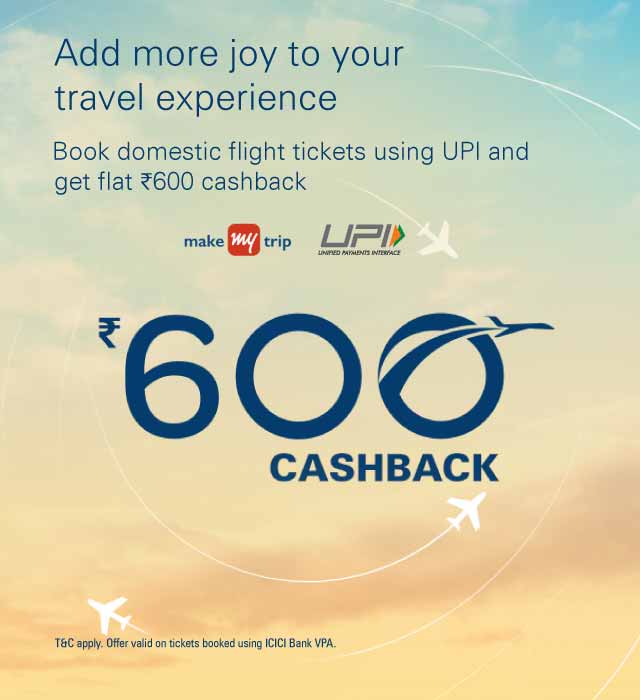 Add more joy to your
travel experience
Book domestic flight tickets using UPI and
get flat ₹600 cashback
make my trip
UPI
UNIFIED PAYMENTS INTERFACE
₹600
CASHBACK
T&C apply. Offer valid on tickets booked using ICICI Bank VPA.